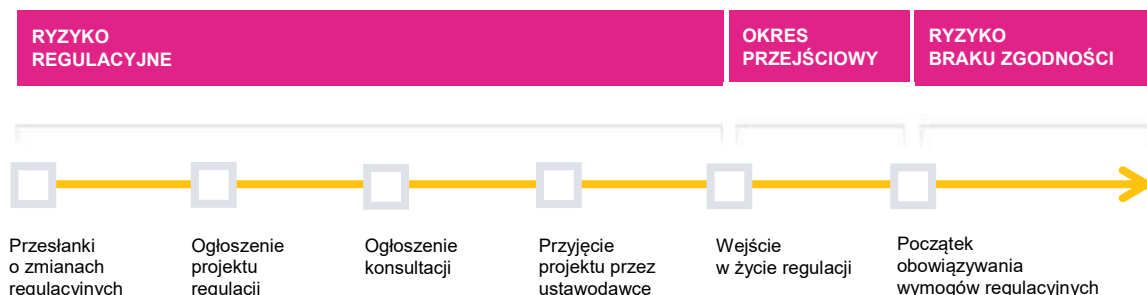 RYZYKO
REGULACYJNE
OKRES
PRZEJŚCIOWY
RYZYKO
BRAKU ZGODNOŚCI
Przesłanki
o zmianach
regulacyjnych
Ogłoszenie
projektu
regulacji
Ogłoszenie
konsultacji
Przyjęcie
projektu przez
ustawodawcę
Wejście
w życie regulacji
Początek
obowiązywania
wymogów regulacyjnych